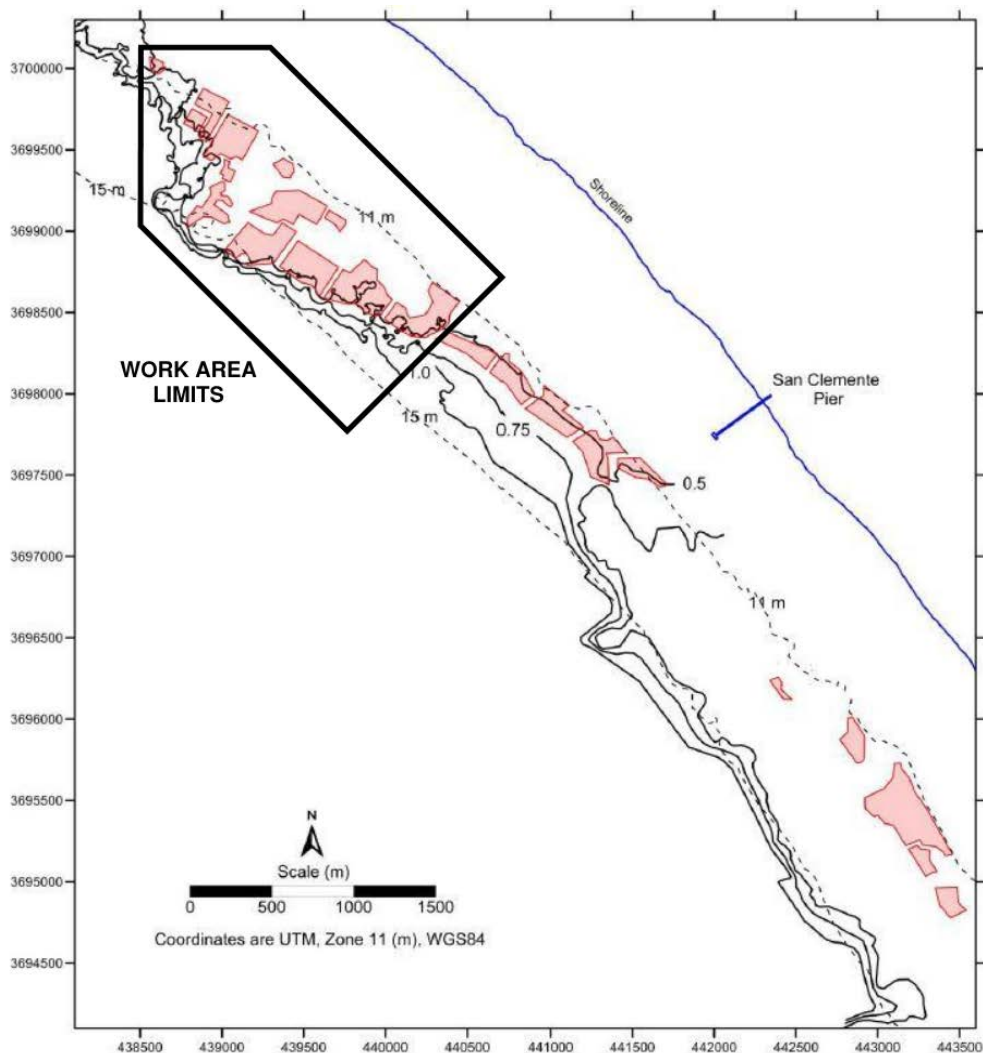 3700000
3699500
3699000
3698500
3698000
3697500
3697000
3696500
3696000
3695500
3695000
3694500
15-m
11 m
Shoreline
WORK AREA
LIMITS
1.0
15 m
0.75
San Clemente
Pier
0.5
11 m
N
Scale (m)
0 500 1000 1500
Coordinates are UTM, Zone 11 (m), WGS84
438500 439000 439500 440000 440500 441000 441500 442000 442500 443000 443500